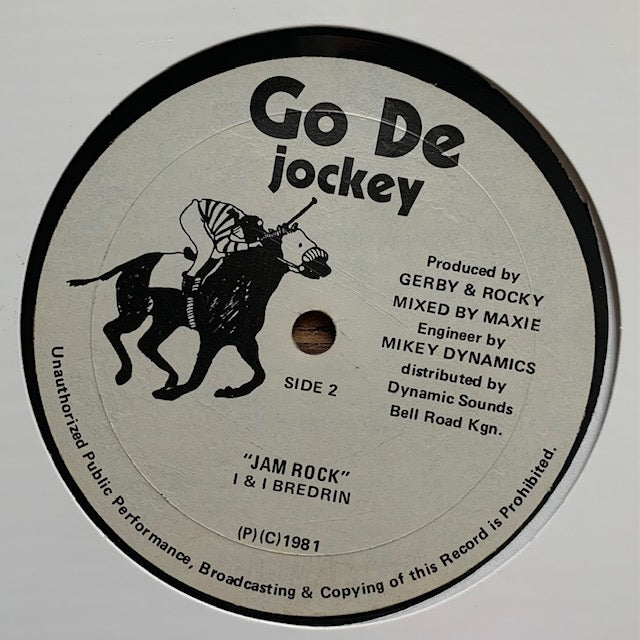 Go De
jockey
Produced by
GERBY & ROCKY
MIXED BY MAXIE
Engineer by
MIKEY DYNAMICS
distributed by
Dynamic Sounds
Bell Road Kgn.
SIDE 2
"JAM ROCK"
I & I BREDRIN
(P)(C)1981
Unauthorized Public Performance, Broadcasting & Copying of this Record is Prohibited.